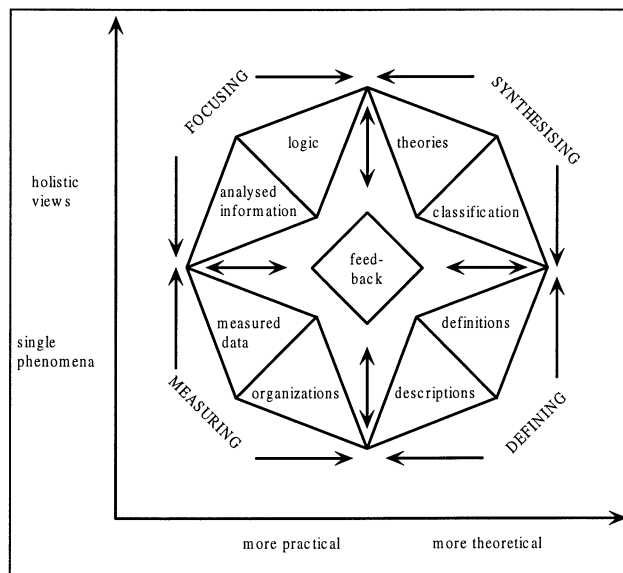 FOCUSING
SYNTHESISING
logic
theories
holistic
views
analysed
information
classification
feed-
back
single
phenomena
measured
data
definitions
organizations
descriptions
MEASURING
DEFINING
more practical
more theoretical